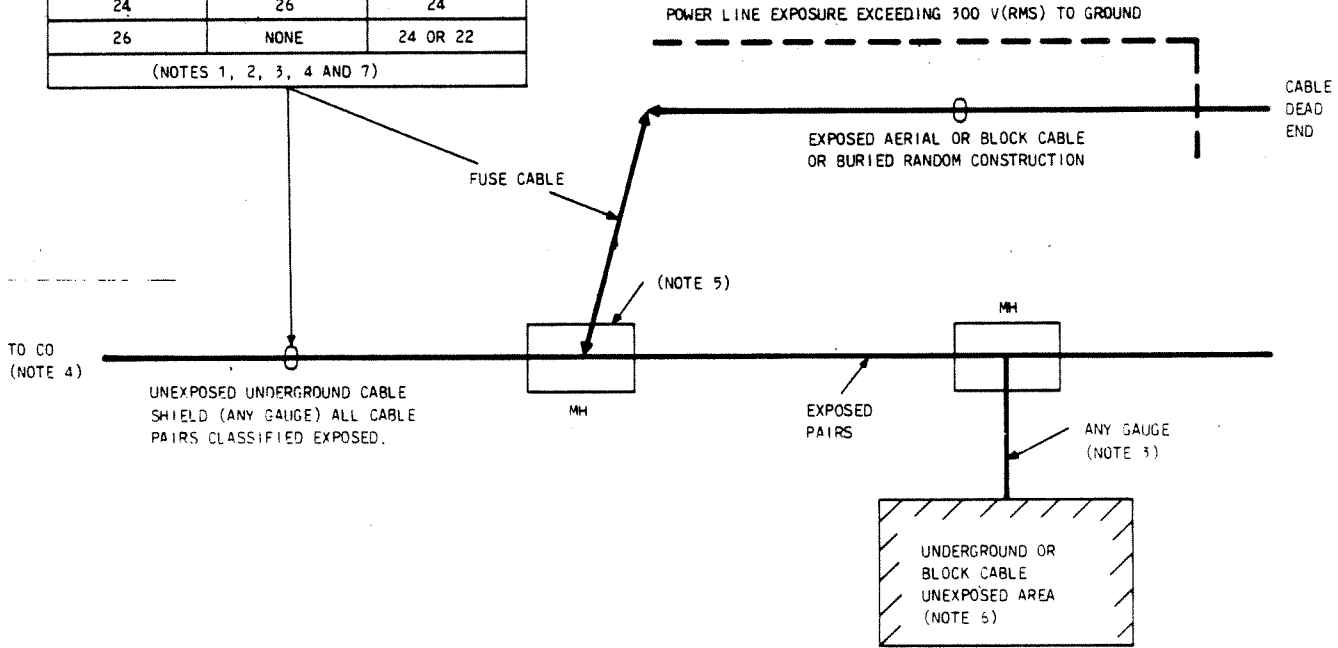 24 26 24
26 NONE 24 OR 22
(NOTES 1, 2, 3, 4 AND 7)
POWER LINE EXPOSURE EXCEEDING 300 V(RMS) TO GROUND
CABLE
DEAD
END
EXPOSED AERIAL OR BLOCK CABLE
OR BURIED RANDOM CONSTRUCTION
FUSE CABLE
(NOTE 5)
MH
TO CO
(NOTE 4)
UNEXPOSED UNDERGROUND CABLE
SHIELD (ANY GAUGE) ALL CABLE
PAIRS CLASSIFIED EXPOSED.
MH
EXPOSED
PAIRS
ANY GAUGE
(NOTE 3)
UNDERGROUND OR
BLOCK CABLE
UNEXPOSED AREA
(NOTE 6)